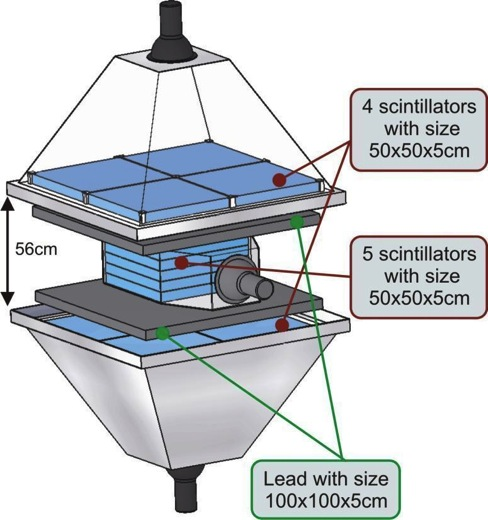 4 scintillators
with size
50x50x5cm
56cm
5 scintillators
with size
50x50x5cm
Lead with size
100x100x5cm